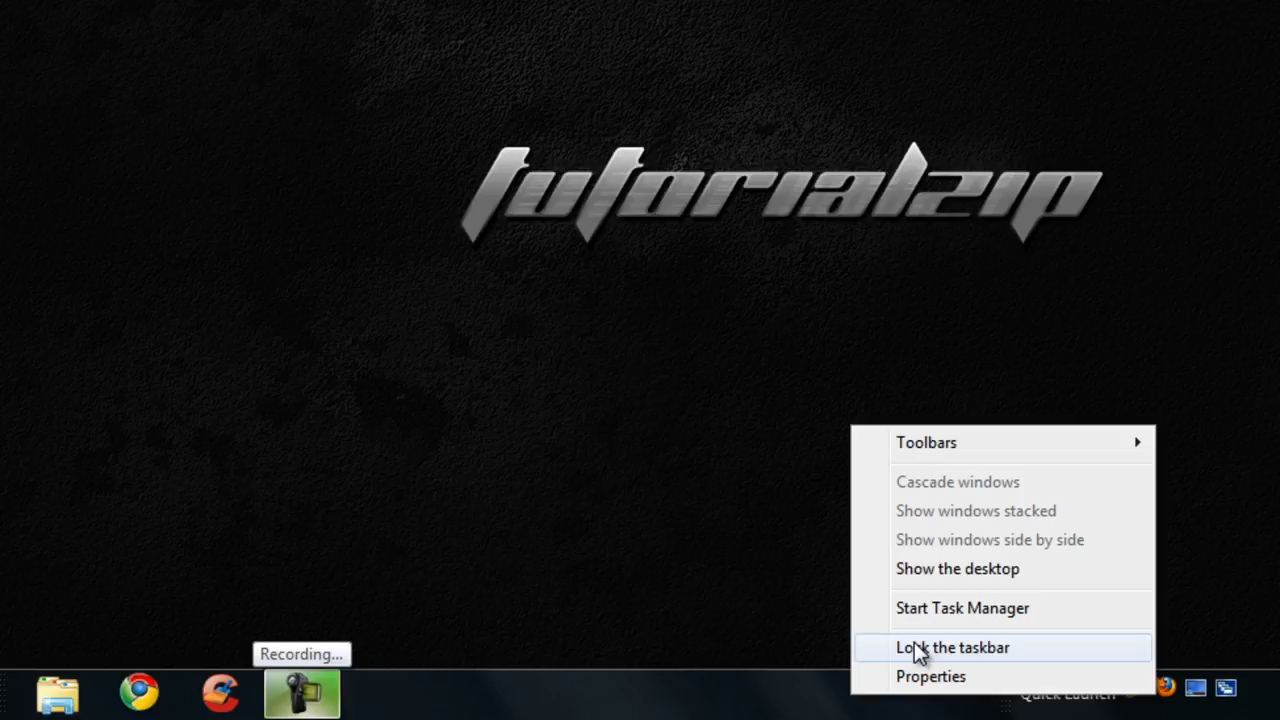 tutorialzip
Toolbars
Cascade windows
Show windows stacked
Show windows side by side
Show the desktop
Start Task Manager
Lock the taskbar
Properties
Recording...
Quick Launch